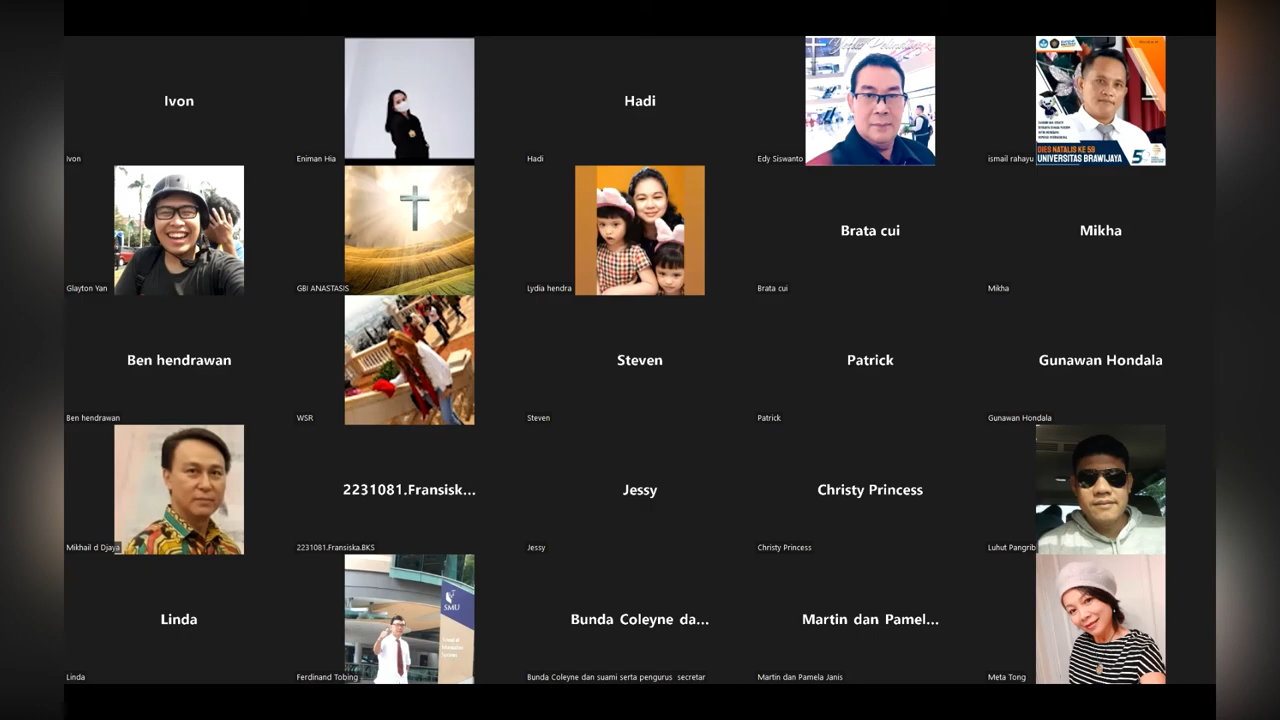 Ivon
Ivon
Eniman Hia
Hadi
Hadi
Edy Siswanto
ismail rahayu
DIES NATALIS KE 59
UNIVERSITAS BRAWIJAYA
Glayton Yan
GBI ANASTASIS
Lydia hendra
Brata cui
Brata cui
Mikha
Mikha
Ben hendrawan
Ben hendrawan
WSR
Steven
Steven
Patrick
Patrick
Gunawan Hondala
Gunawan Hondala
Mikhail d Djaya
2231081.Fransisk...
2231081.Fransiska.BKS
Jessy
Jessy
Christy Princess
Christy Princess
Luhut Pangrib
Linda
Linda
SMU
School of
Information
Systems
Ferdinand Tobing
Bunda Coleyne da...
Bunda Coleyne dan suami serta pengurus secretar
Martin dan Pamel...
Martin dan Pamela Janis
Meta Tong